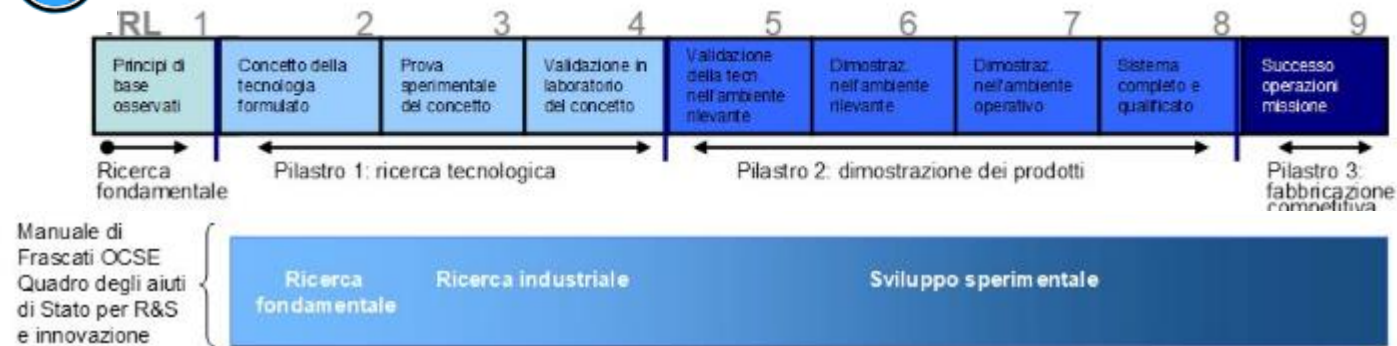 .RL 1 2 3 4 5 6 7 8 9
Principi di
base
osservati
Concetto della
tecnologia
formulato
Prova
sperimentale
del concetto
Validazione in
laboratorio
del concetto
Validazione
della tecn.
nell'ambiente
rilevante
Dimostraz.
nell'ambiente
rilevante
Dimostraz.
nell'ambiente
operativo
Sistema
completo e
qualificato
Successo
operazioni
missione
Ricerca
fondamentale
Pilastro 1: ricerca tecnologica
Pilastro 2: dimostrazione dei prodotti
Pilastro 3:
fabbricazione
competitiva
Manuale di
Frascati OCSE
Quadro degli aiuti
di Stato per R&S
e innovazione
Ricerca
fondamentale
Ricerca industriale
Sviluppo sperimentale